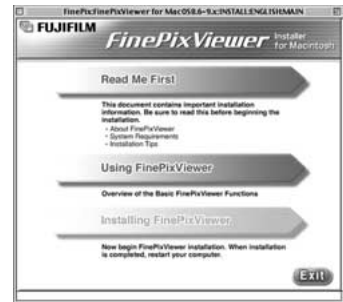 FinePix:FinePixViewer for MacOS8.6-9.x:INSTALL:ENGLISH:MAIN
FUJIFILM
FinePixViewer Installer for Macintosh
Read Me First
This document contains important installation
information. Be sure to read this before beginning the
installation.
- About FinePixViewer
- System Requirements
- Installation Tips
Using FinePixViewer
Overview of the Basic FinePixViewer Functions
Installing FinePixViewer
Now begin FinePixViewer installation. When installation
is completed, restart your computer.
Exit